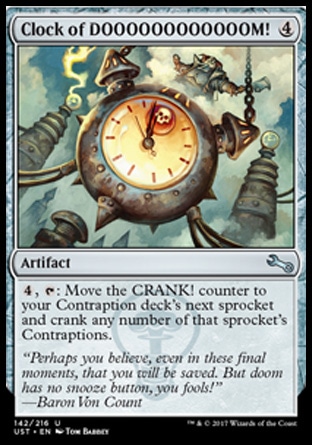 Clock of DOOOOOOOOOOOOM! 4
Artifact
4, : Move the CRANK! counter to
your Contraption deck's next sprocket
and crank any number of that sprocket's
Contraptions.
"Perhaps you believe, even in these final
moments, that you will be saved. But doom
has no snooze button, you fools!"
—Baron Von Count
142/216 U
UST • EN Tom Babbey
™ & © 2017 Wizards of the Coast